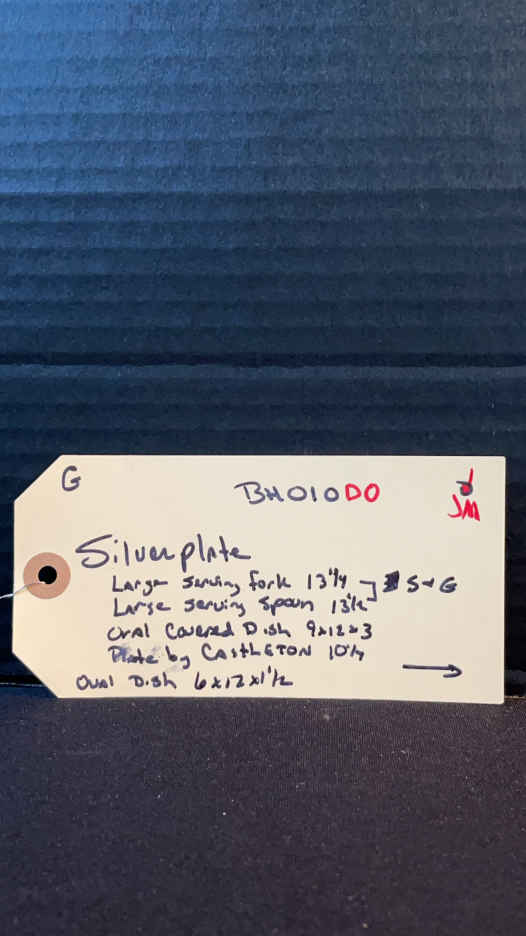 G
BH010DO
d
JM
Silverplate
Large Serving Fork 13 1/4
Large Serving Spoon 13 1/2
S & G
Oval Covered Dish 9x12x3
Plate by CASTLETON 10 1/4
Oval Dish 6x12x1 1/2